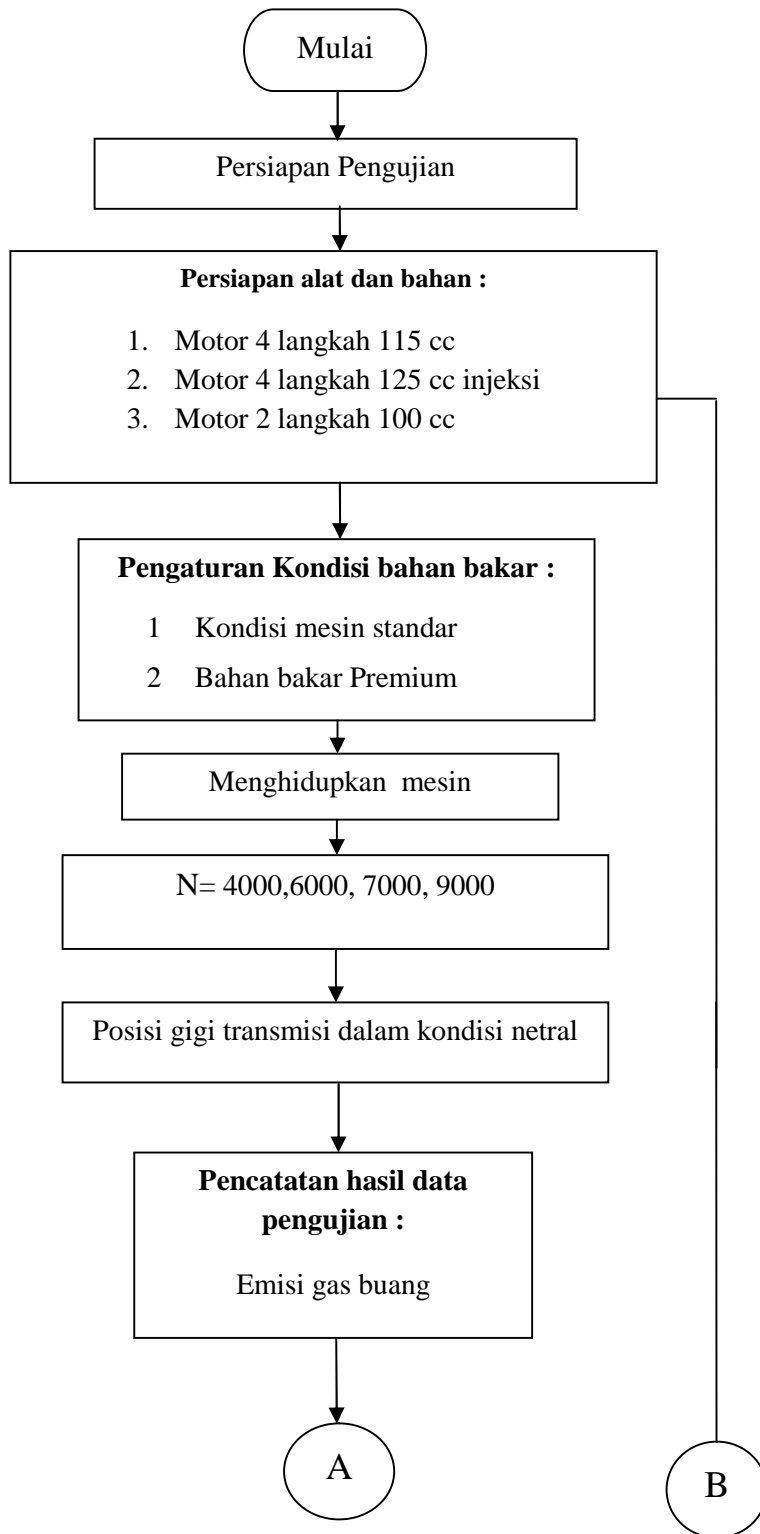 Mulai
Persiapan Pengujian
Persiapan alat dan bahan :
1. Motor 4 langkah 115 cc
2. Motor 4 langkah 125 cc injeksi
3. Motor 2 langkah 100 cc
Pengaturan Kondisi bahan bakar :
1 Kondisi mesin standar
2 Bahan bakar Premium
Menghidupkan mesin
N= 4000,6000, 7000, 9000
Posisi gigi transmisi dalam kondisi netral
Pencatatan hasil data
pengujian :
Emisi gas buang
A
B